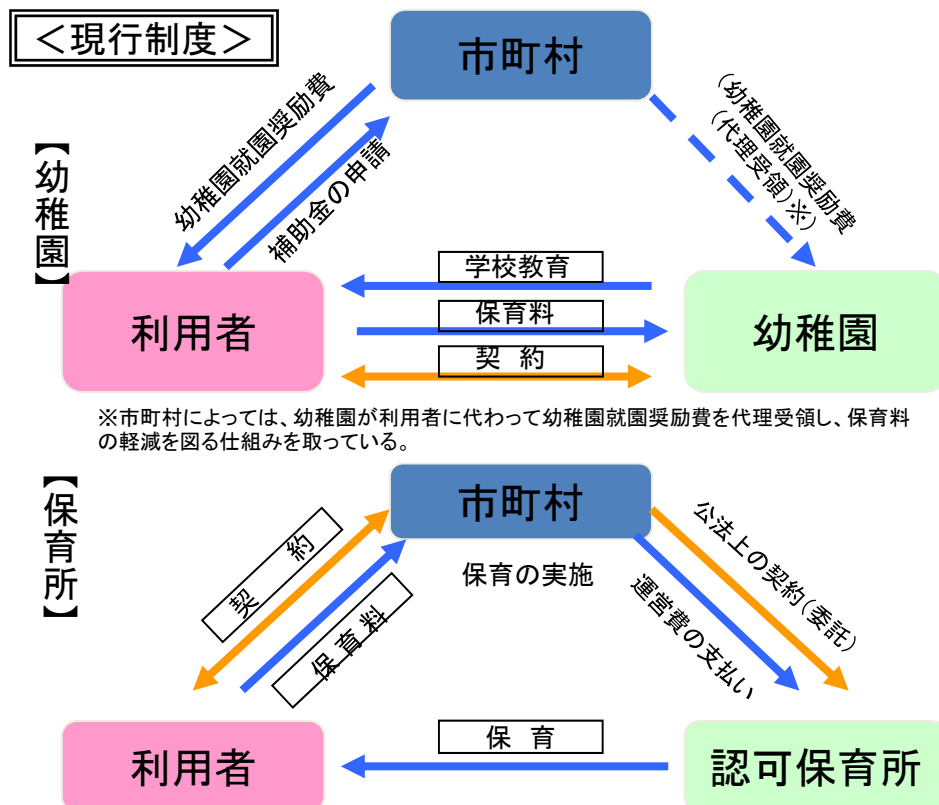 ＜現行制度＞
市町村
【幼稚園】
幼稚園就園奨励費
補助金の申請
(幼稚園就園奨励費
(代理受領)※)
学校教育
保育料
契　約
利用者
幼稚園
※市町村によっては、幼稚園が利用者に代わって幼稚園就園奨励費を代理受領し、保育料
の軽減を図る仕組みを取っている。
【保育所】
市町村
契　　約
保育料
保育の実施
公法上の契約(委託)
運営費の支払い
保　育
利用者
認可保育所